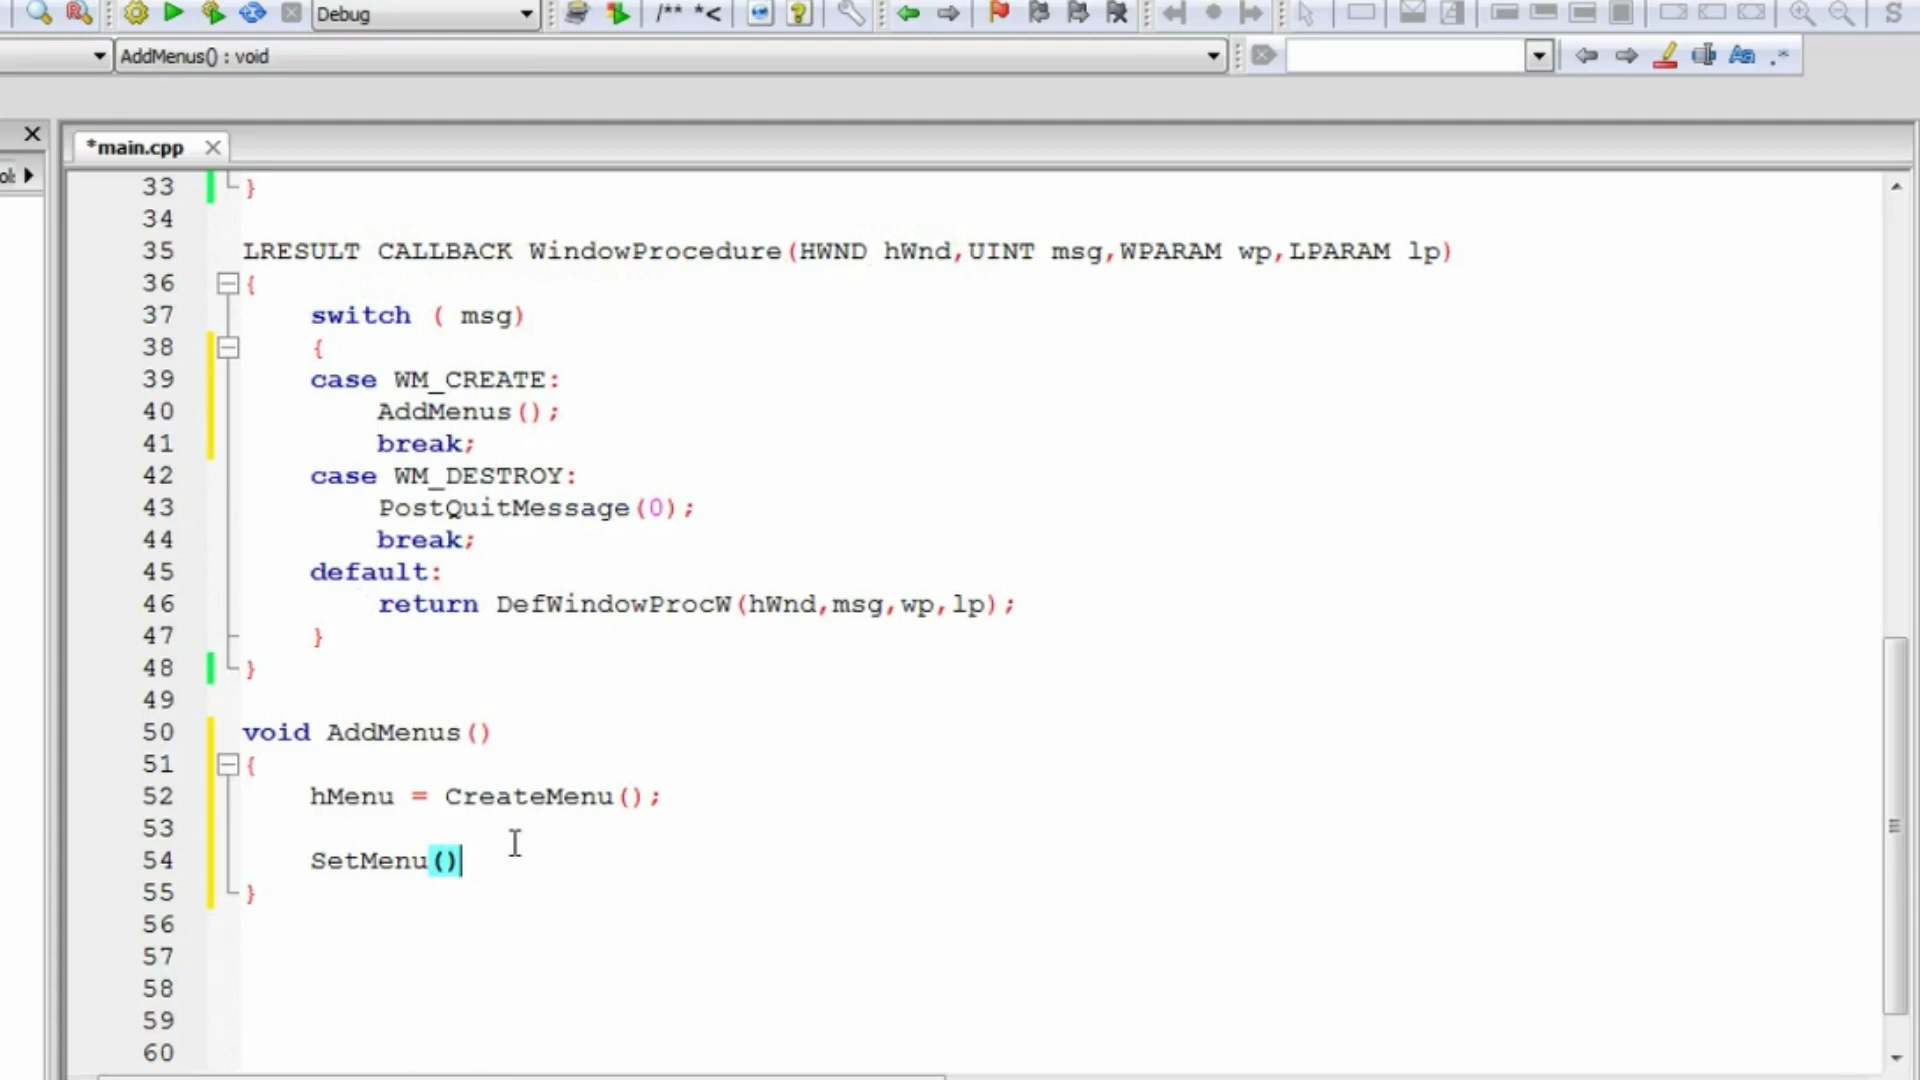 Debug
/** *<
S
AddMenus() : void
Aa .*
*main.cpp
33 }
34
35 LRESULT CALLBACK WindowProcedure(HWND hWnd,UINT msg,WPARAM wp,LPARAM lp)
36 {
37 switch ( msg)
38 {
39 case WM_CREATE:
40 AddMenus();
41 break;
42 case WM_DESTROY:
43 PostQuitMessage(0);
44 break;
45 default:
46 return DefWindowProcW(hWnd,msg,wp,lp);
47 }
48 }
49
50 void AddMenus()
51 {
52 hMenu = CreateMenu();
53
54 SetMenu()
55 }
56
57
58
59
60